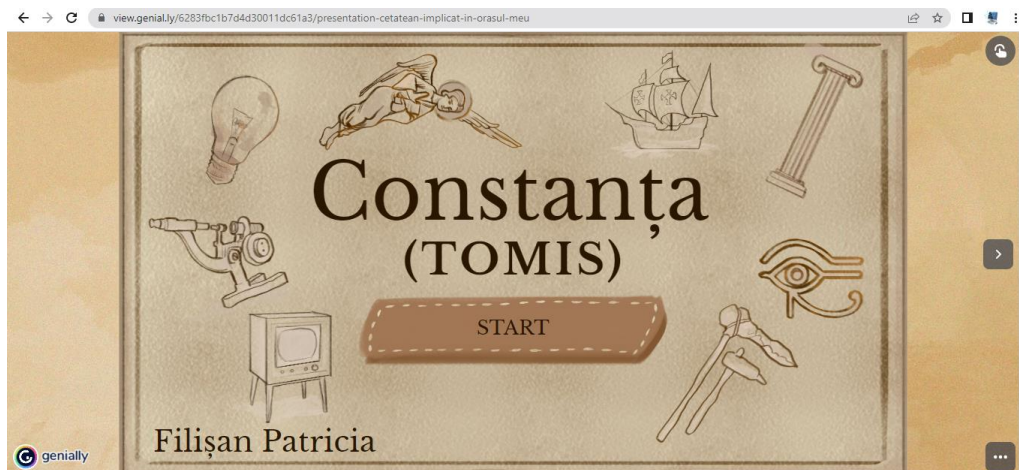 view.genial.ly/6283fbc1b7d4d30011dc61a3/presentation-cetatean-implicat-in-orasul-meu
Constanța
(TOMIS)
START
Filișan Patricia
genially